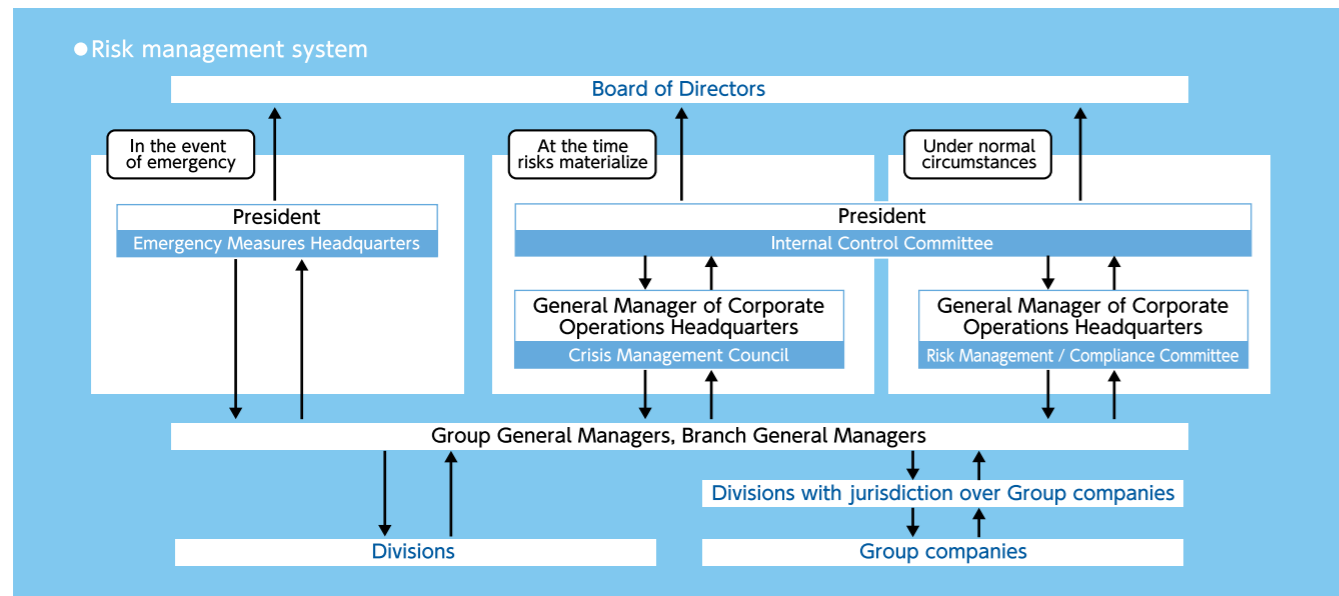 ●Risk management system
Board of Directors
In the event
of emergency
At the time
risks materialize
Under normal
circumstances
President
Emergency Measures Headquarters
President
Internal Control Committee
General Manager of Corporate
Operations Headquarters
Crisis Management Council
General Manager of Corporate
Operations Headquarters
Risk Management / Compliance Committee
Group General Managers, Branch General Managers
Divisions with jurisdiction over Group companies
Divisions
Group companies